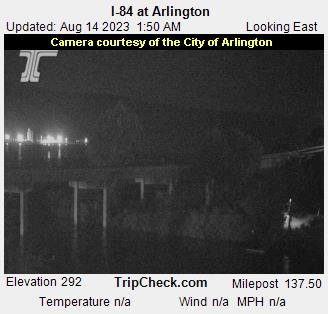 I-84 at Arlington
Updated: Aug 14 2023 1:50 AM Looking East
Camera courtesy of the City of Arlington
Elevation 292 TripCheck.com Milepost 137.50
Temperature n/a Wind n/a MPH n/a